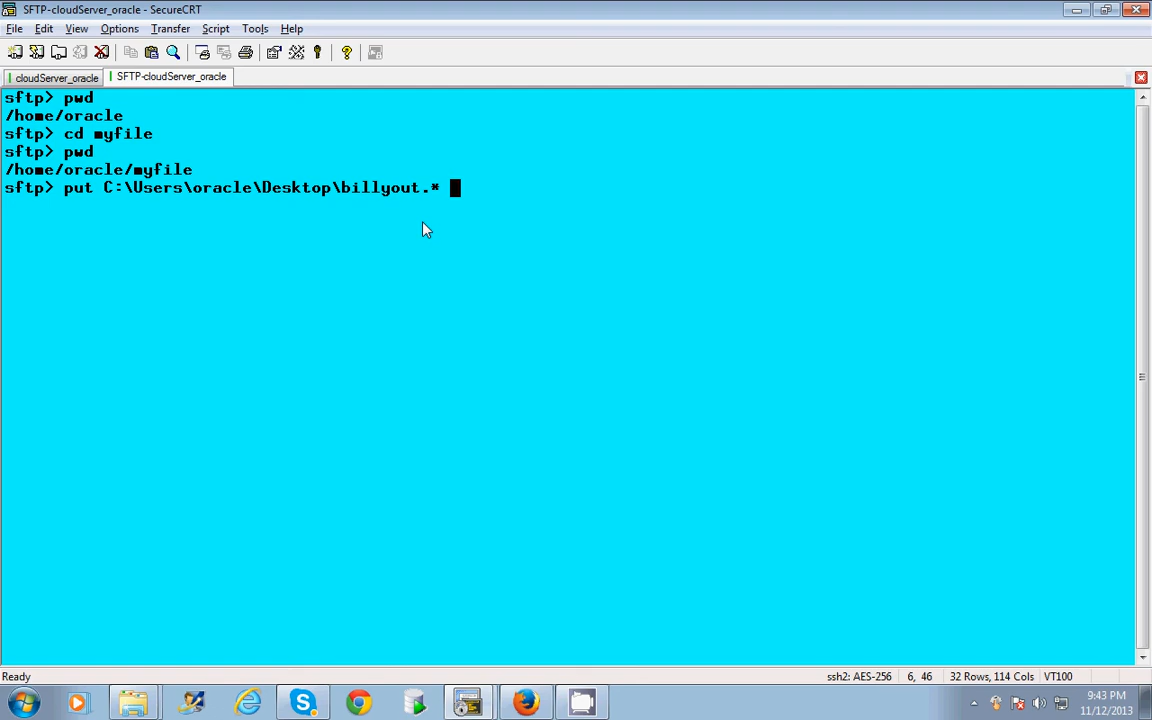 SFTP-cloudServer_oracle - SecureCRT
File Edit View Options Transfer Script Tools Help
cloudServer_oracle SFTP-cloudServer_oracle
sftp> pwd
/home/oracle
sftp> cd myfile
sftp> pwd
/home/oracle/myfile
sftp> put C:\Users\oracle\Desktop\billyout.*
Ready ssh2: AES-256 6, 46 32 Rows, 114 Cols VT100
9:43 PM
11/12/2013